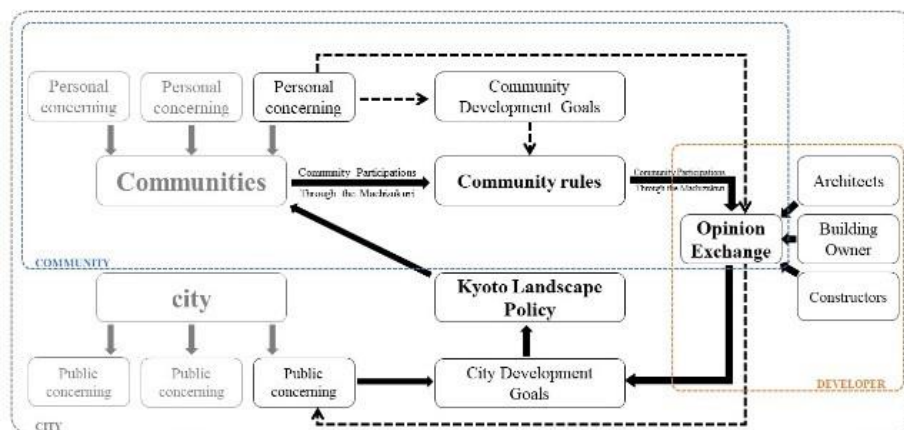 Personal
concerning
Personal
concerning
Personal
concerning
Community
Development Goals
Communities
Community Participations
Through the Machizukuri
Community rules
Community Participations
Through the Machizukuri
Architects
Opinion
Exchange
Building
Owner
Constructors
COMMUNITY
city
Kyoto Landscape
Policy
Public
concerning
Public
concerning
Public
concerning
City Development
Goals
DEVELOPER
CITY